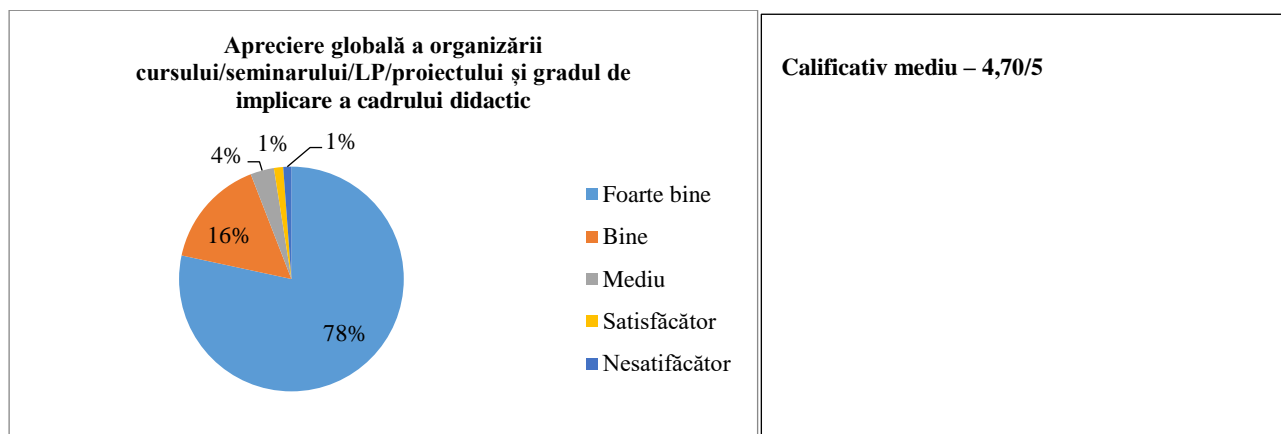 Apreciere globală a organizării
cursului/seminarului/LP/proiectului și gradul de
implicare a cadrului didactic
4%
1%
1%
16%
78%
Foarte bine
Bine
Mediu
Satisfăcător
Nesatifăcător
Calificativ mediu – 4,70/5